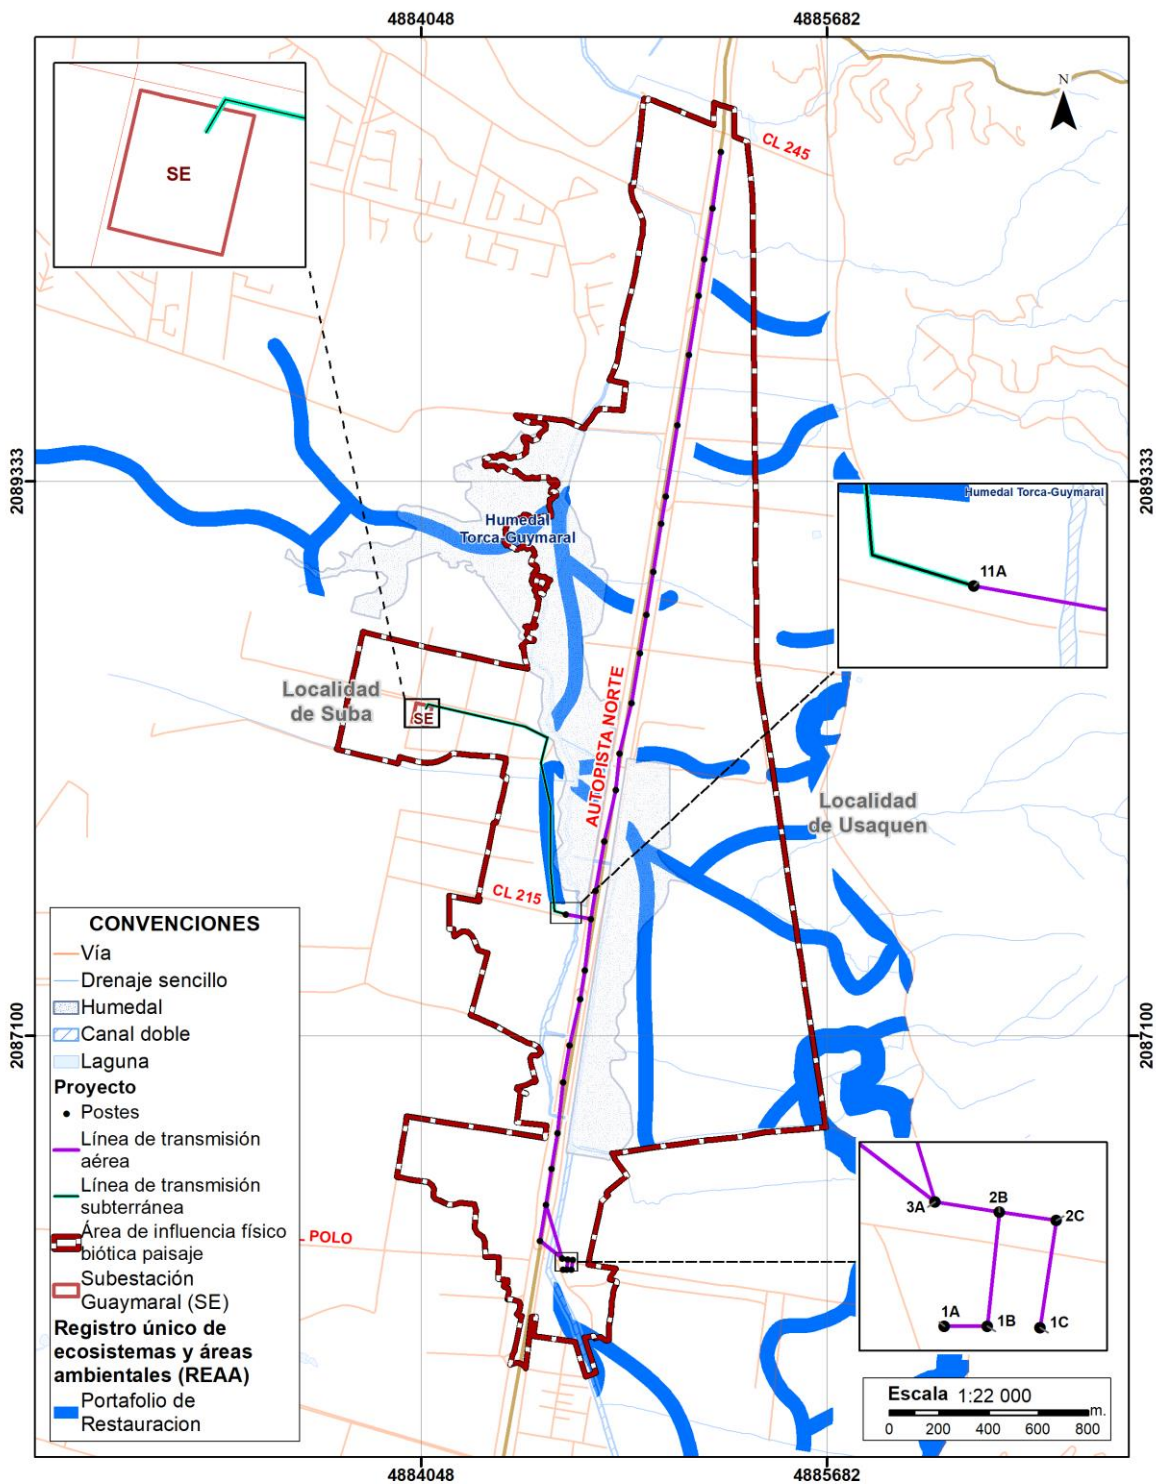 4884048
4885682
N
CL 245
SE
2089333
2089333
Humedal Torca-Guymaral
11A
Humedal
Torca-Guymaral
Localidad
de Suba
SE
AUTOPISTA NORTE
Localidad
de Usaquen
CL 215
CONVENCIONES
Vía
Drenaje sencillo
Humedal
Canal doble
Laguna
Proyecto
Postes
Línea de transmisión
aérea
Línea de transmisión
subterránea
Área de influencia físico
biótica paisaje
Subestación
Guaymaral (SE)
Registro único de
ecosistemas y áreas
ambientales (REAA)
Portafolio de
Restauracion
2087100
2087100
POLO
3A
2B
2C
1A
1B
1C
Escala 1:22 000
m.
0 200 400 600 800
4884048
4885682